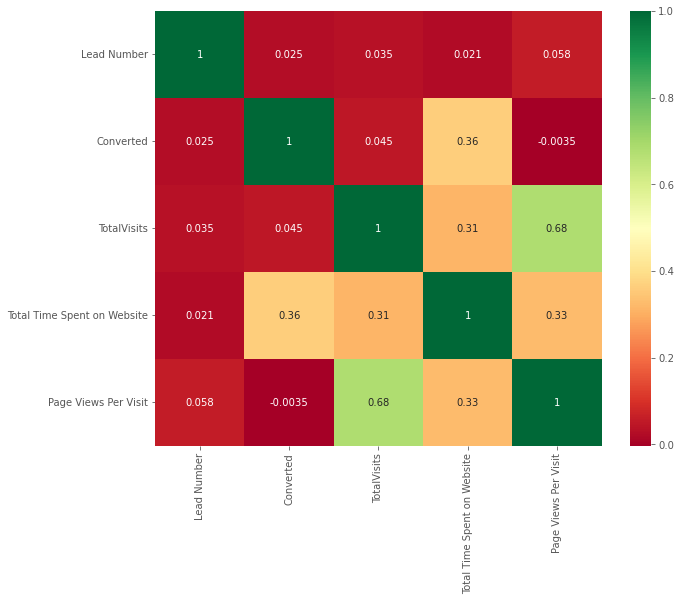 1.0
Lead Number 1 0.025 0.035 0.021 0.058
0.8
Converted 0.025 1 0.045 0.36 -0.0035
0.6
TotalVisits 0.035 0.045 1 0.31 0.68
0.4
Total Time Spent on Website 0.021 0.36 0.31 1 0.33
0.2
Page Views Per Visit 0.058 -0.0035 0.68 0.33 1
0.0
Lead Number
Converted
TotalVisits
Total Time Spent on Website
Page Views Per Visit